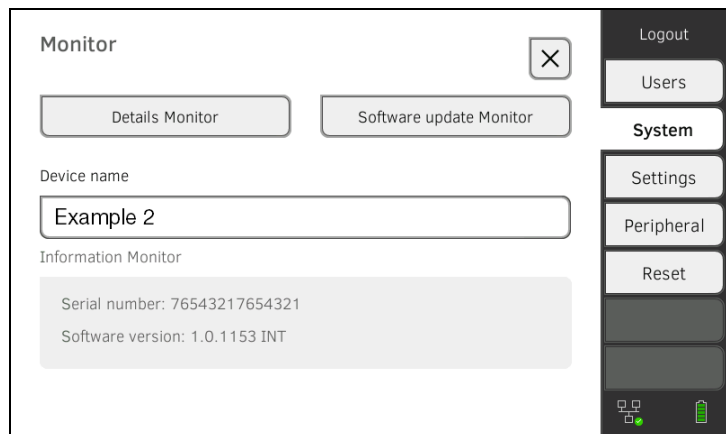 Monitor
Details Monitor
Software update Monitor
Device name
Example 2
Information Monitor
Serial number: 76543217654321
Software version: 1.0.1153 INT
Logout
Users
System
Settings
Peripheral
Reset